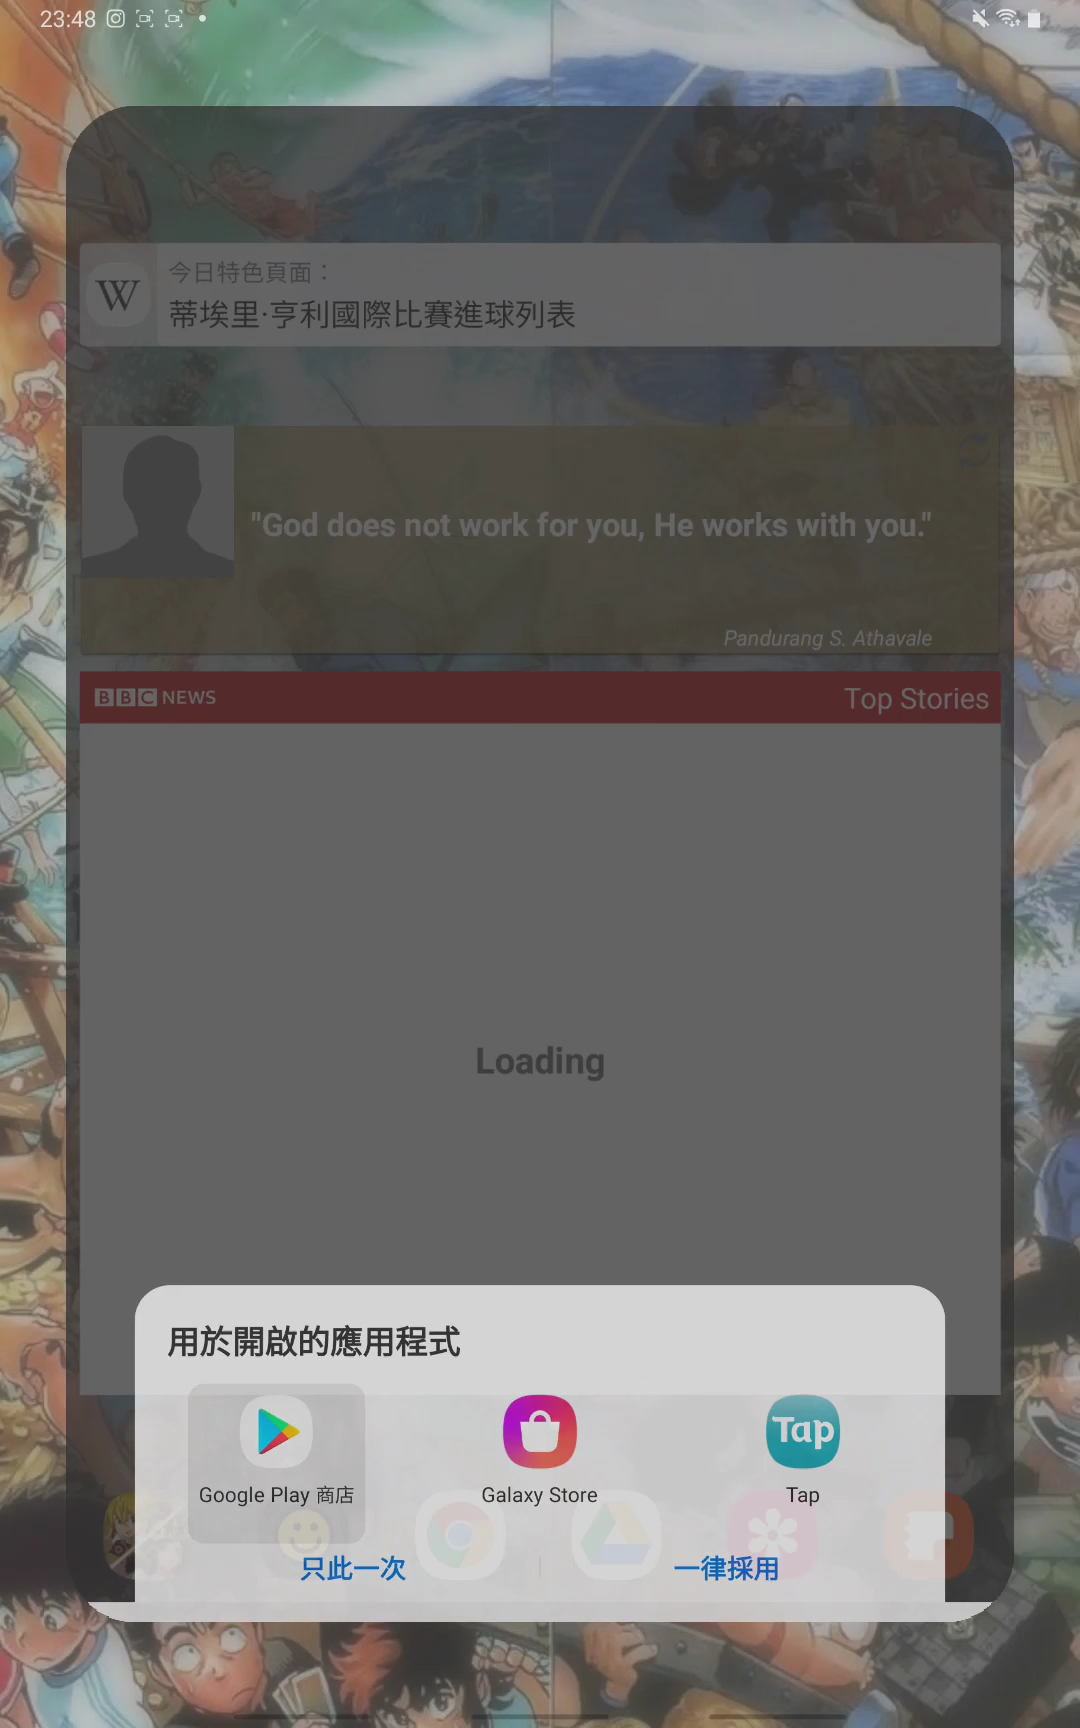 23:48
W
今日特色頁面：
蒂埃里·亨利國際比賽進球列表
"God does not work for you, He works with you."
Pandurang S. Athavale
BBC NEWS
Top Stories
Loading
用於開啟的應用程式
Tap
Google Play 商店
Galaxy Store
Tap
只此一次
一律採用